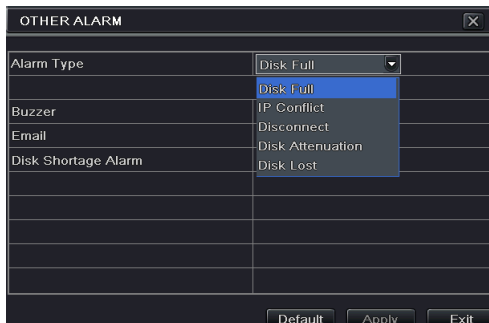 OTHER ALARM
Alarm Type Disk Full
Disk Full
Buzzer IP Conflict
Email Disconnect
Disk Attenuation
Disk Shortage Alarm Disk Lost
Default Apply Exit